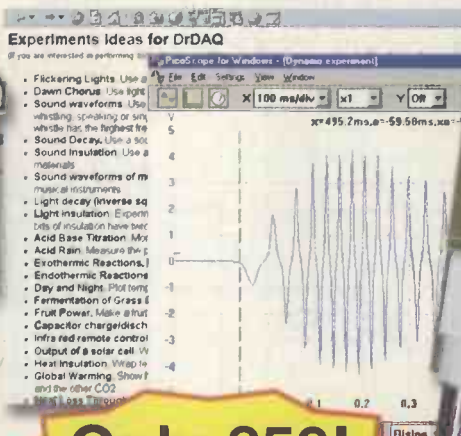 Experiments Ideas for DrDAQ
(If you are interested in performing
Flickering Lights Use a
Dawn Chorus Use light
Sound waveforms Use
whistling, speaking or sing
whistle has the highest fre
Sound Decay. Use a soc
Sound Insulation Use a
materials
Sound waveforms of m
musical instruments
Light decay (inverse sq
Light insulation Experim
bits of insulation have
Acid Base Titration Mor
Acid Rain. Measure the p
Exothermic Reactions,
Endothermic Reactions
Day and Night. Plot temp
Fermentation of Grass
Fruit Power. Make a fruit
Capacitor charge/disch
Infra red remote control
Output of a solar cell W
Heat Insulation Wrap te
Global Warming. Show h
and the other CO2
Heat Loss Through
PicoScope for Windows - [Dynamo experiment]
File Edit Settings View Window
X 100 ms/div x1 Y Off
x=495.2ms,
V
5
4
3
2
1
0
-1
-2
-3
-4
0.1 0.2 0.3
Rising